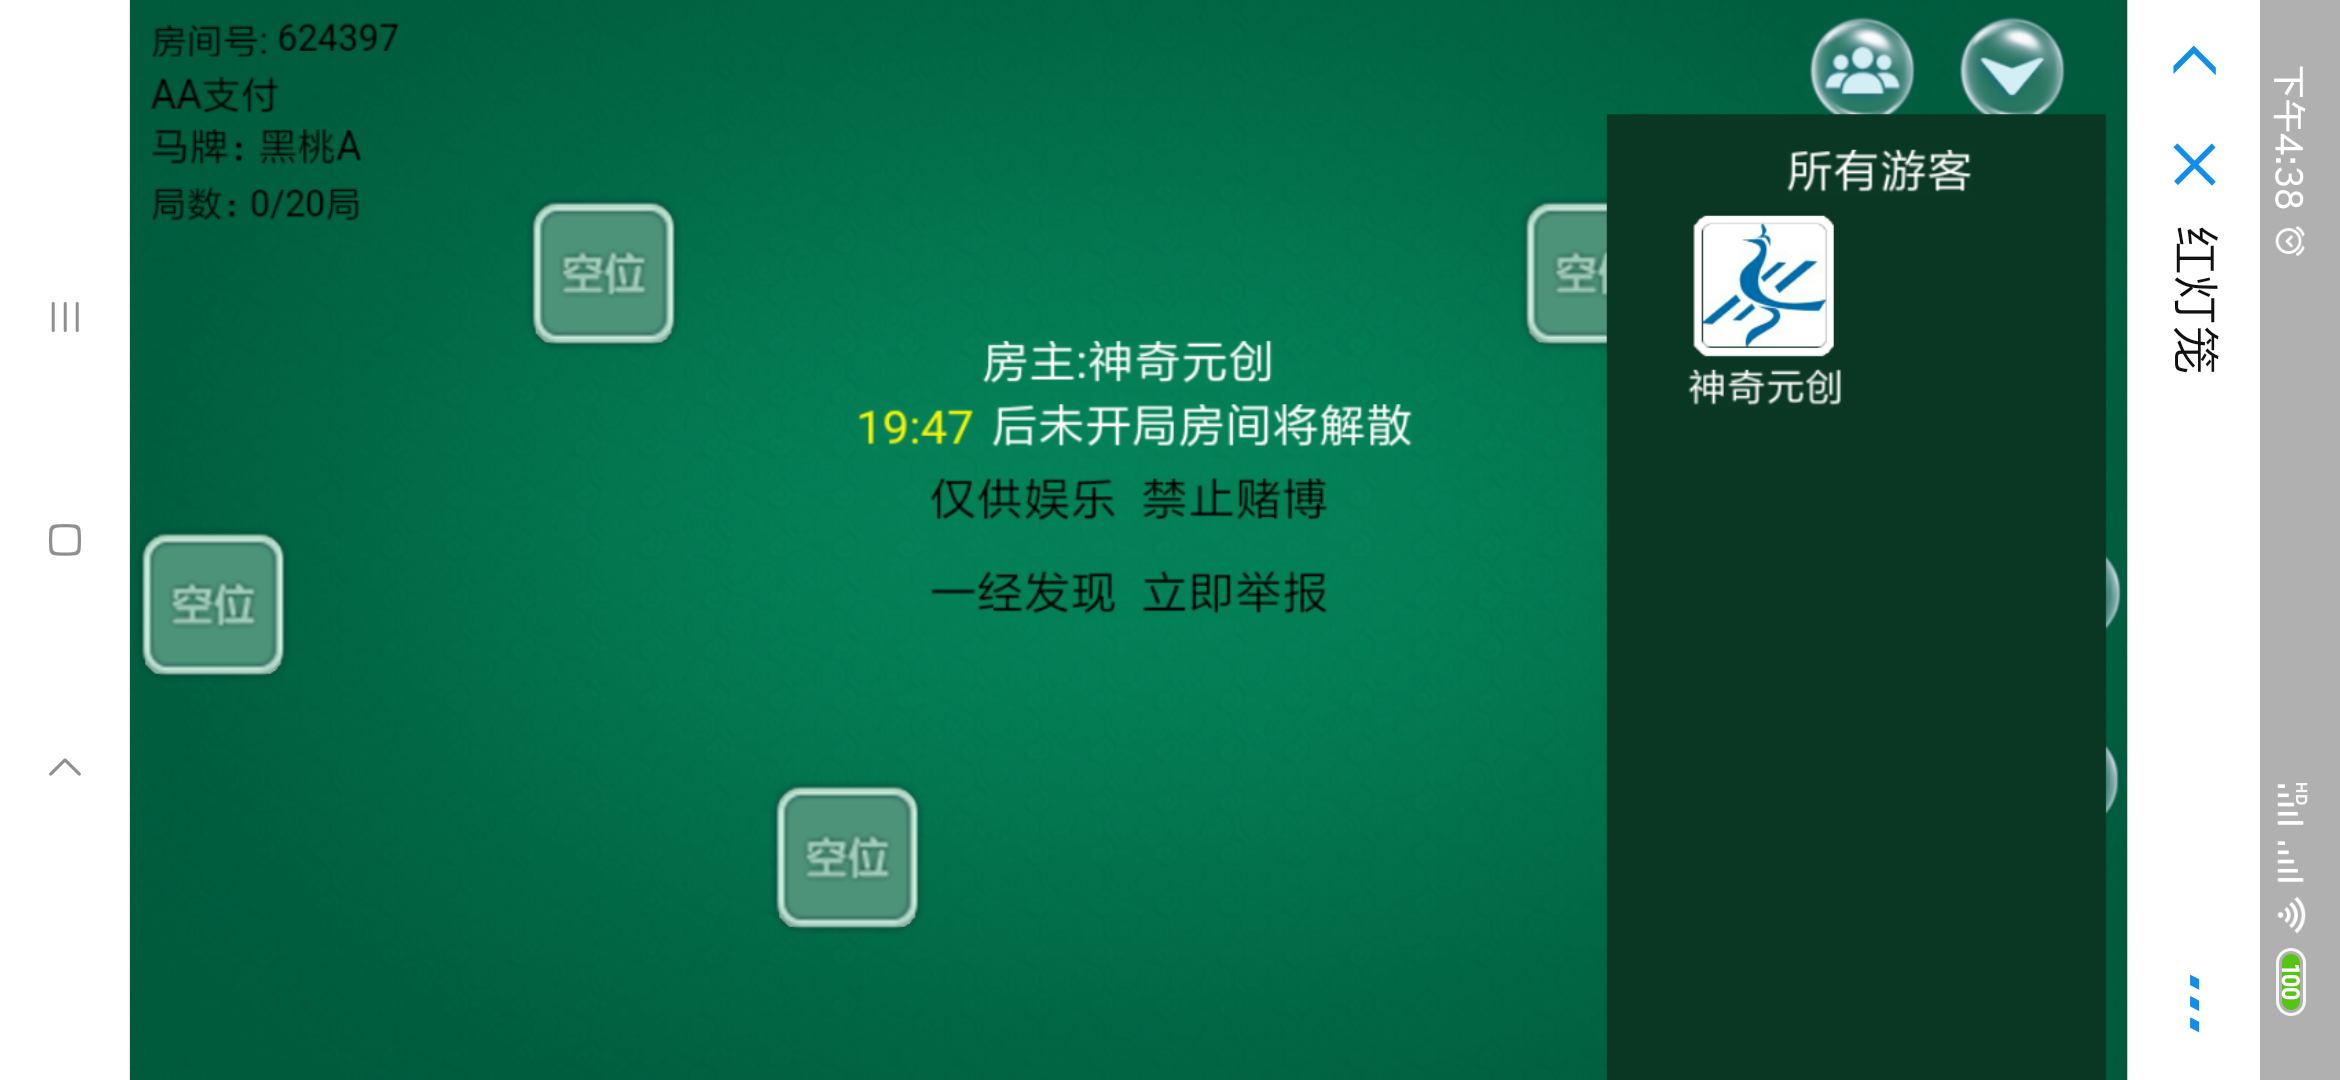 房间号: 624397
AA支付
马牌：黑桃A
局数：0/20局
空位
空位
房主:神奇元创
19:47 后未开局房间将解散
仅供娱乐 禁止赌博
一经发现 立即举报
空位
空位
所有游客
神奇元创
红灯笼
下午4:38
HD
100